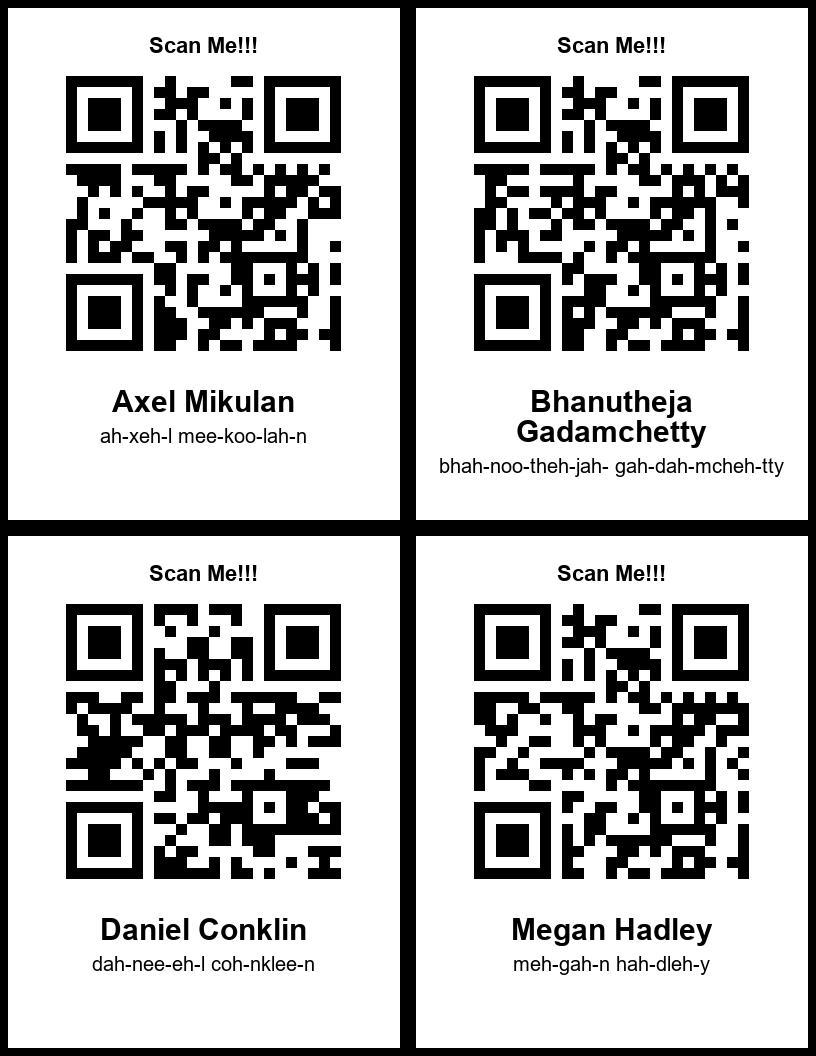 Scan Me!!!
Axel Mikulan
ah-xeh-l mee-koo-lah-n
Scan Me!!!
Bhanutheja
Gadamchetty
bhah-noo-theh-jah- gah-dah-mcheh-tty
Scan Me!!!
Daniel Conklin
dah-nee-eh-l coh-nklee-n
Scan Me!!!
Megan Hadley
meh-gah-n hah-dleh-y